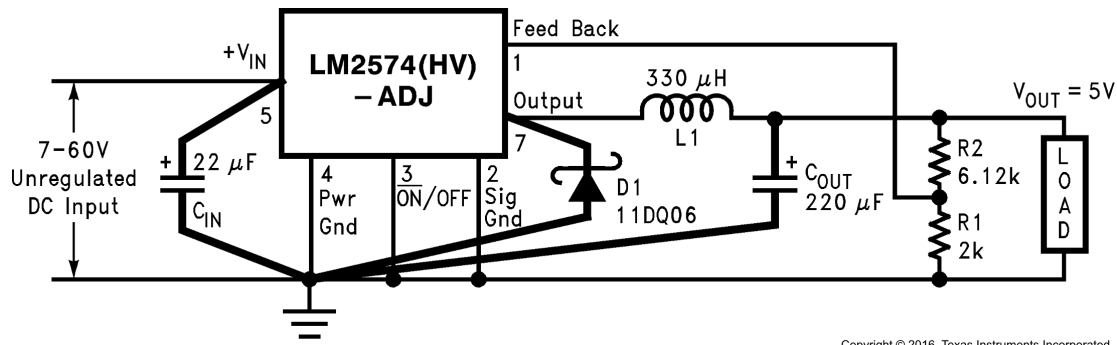 Feed Back
1
+VIN
LM2574(HV)
–ADJ
330 μH
L1
VOUT = 5V
Output
7
5
7–60V
Unregulated
DC Input
+
22 μF
CIN
4
Pwr
Gnd
3
ON/OFF
2
Sig
Gnd
D1
11DQ06
+
COUT
220 μF
R2
6.12k
R1
2k
LOAD
Copyright © 2016, Texas Instruments Incorporated